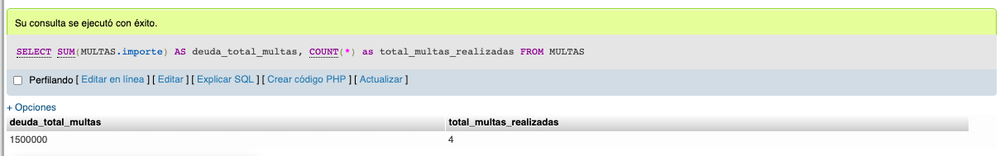 Su consulta se ejecutó con éxito.
SELECT SUM(MULTAS.importe) AS deuda_total_multas, COUNT(*) as total_multas_realizadas FROM MULTAS
Perfilando [ Editar en línea ] [ Editar ] [ Explicar SQL ] [ Crear código PHP ] [ Actualizar ]
+ Opciones
deuda_total_multas total_multas_realizadas
1500000 4